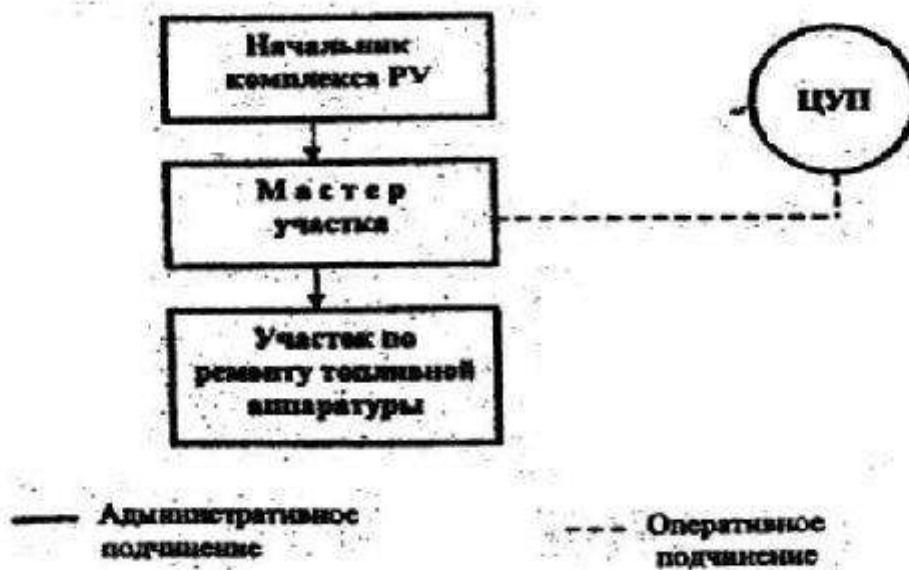 Начальник
комплекса РУ
ЦУП
Мастер
участка
Участок по
ремонту топливной
аппаратуры
Административное
подчинение
Оперативное
подчинение